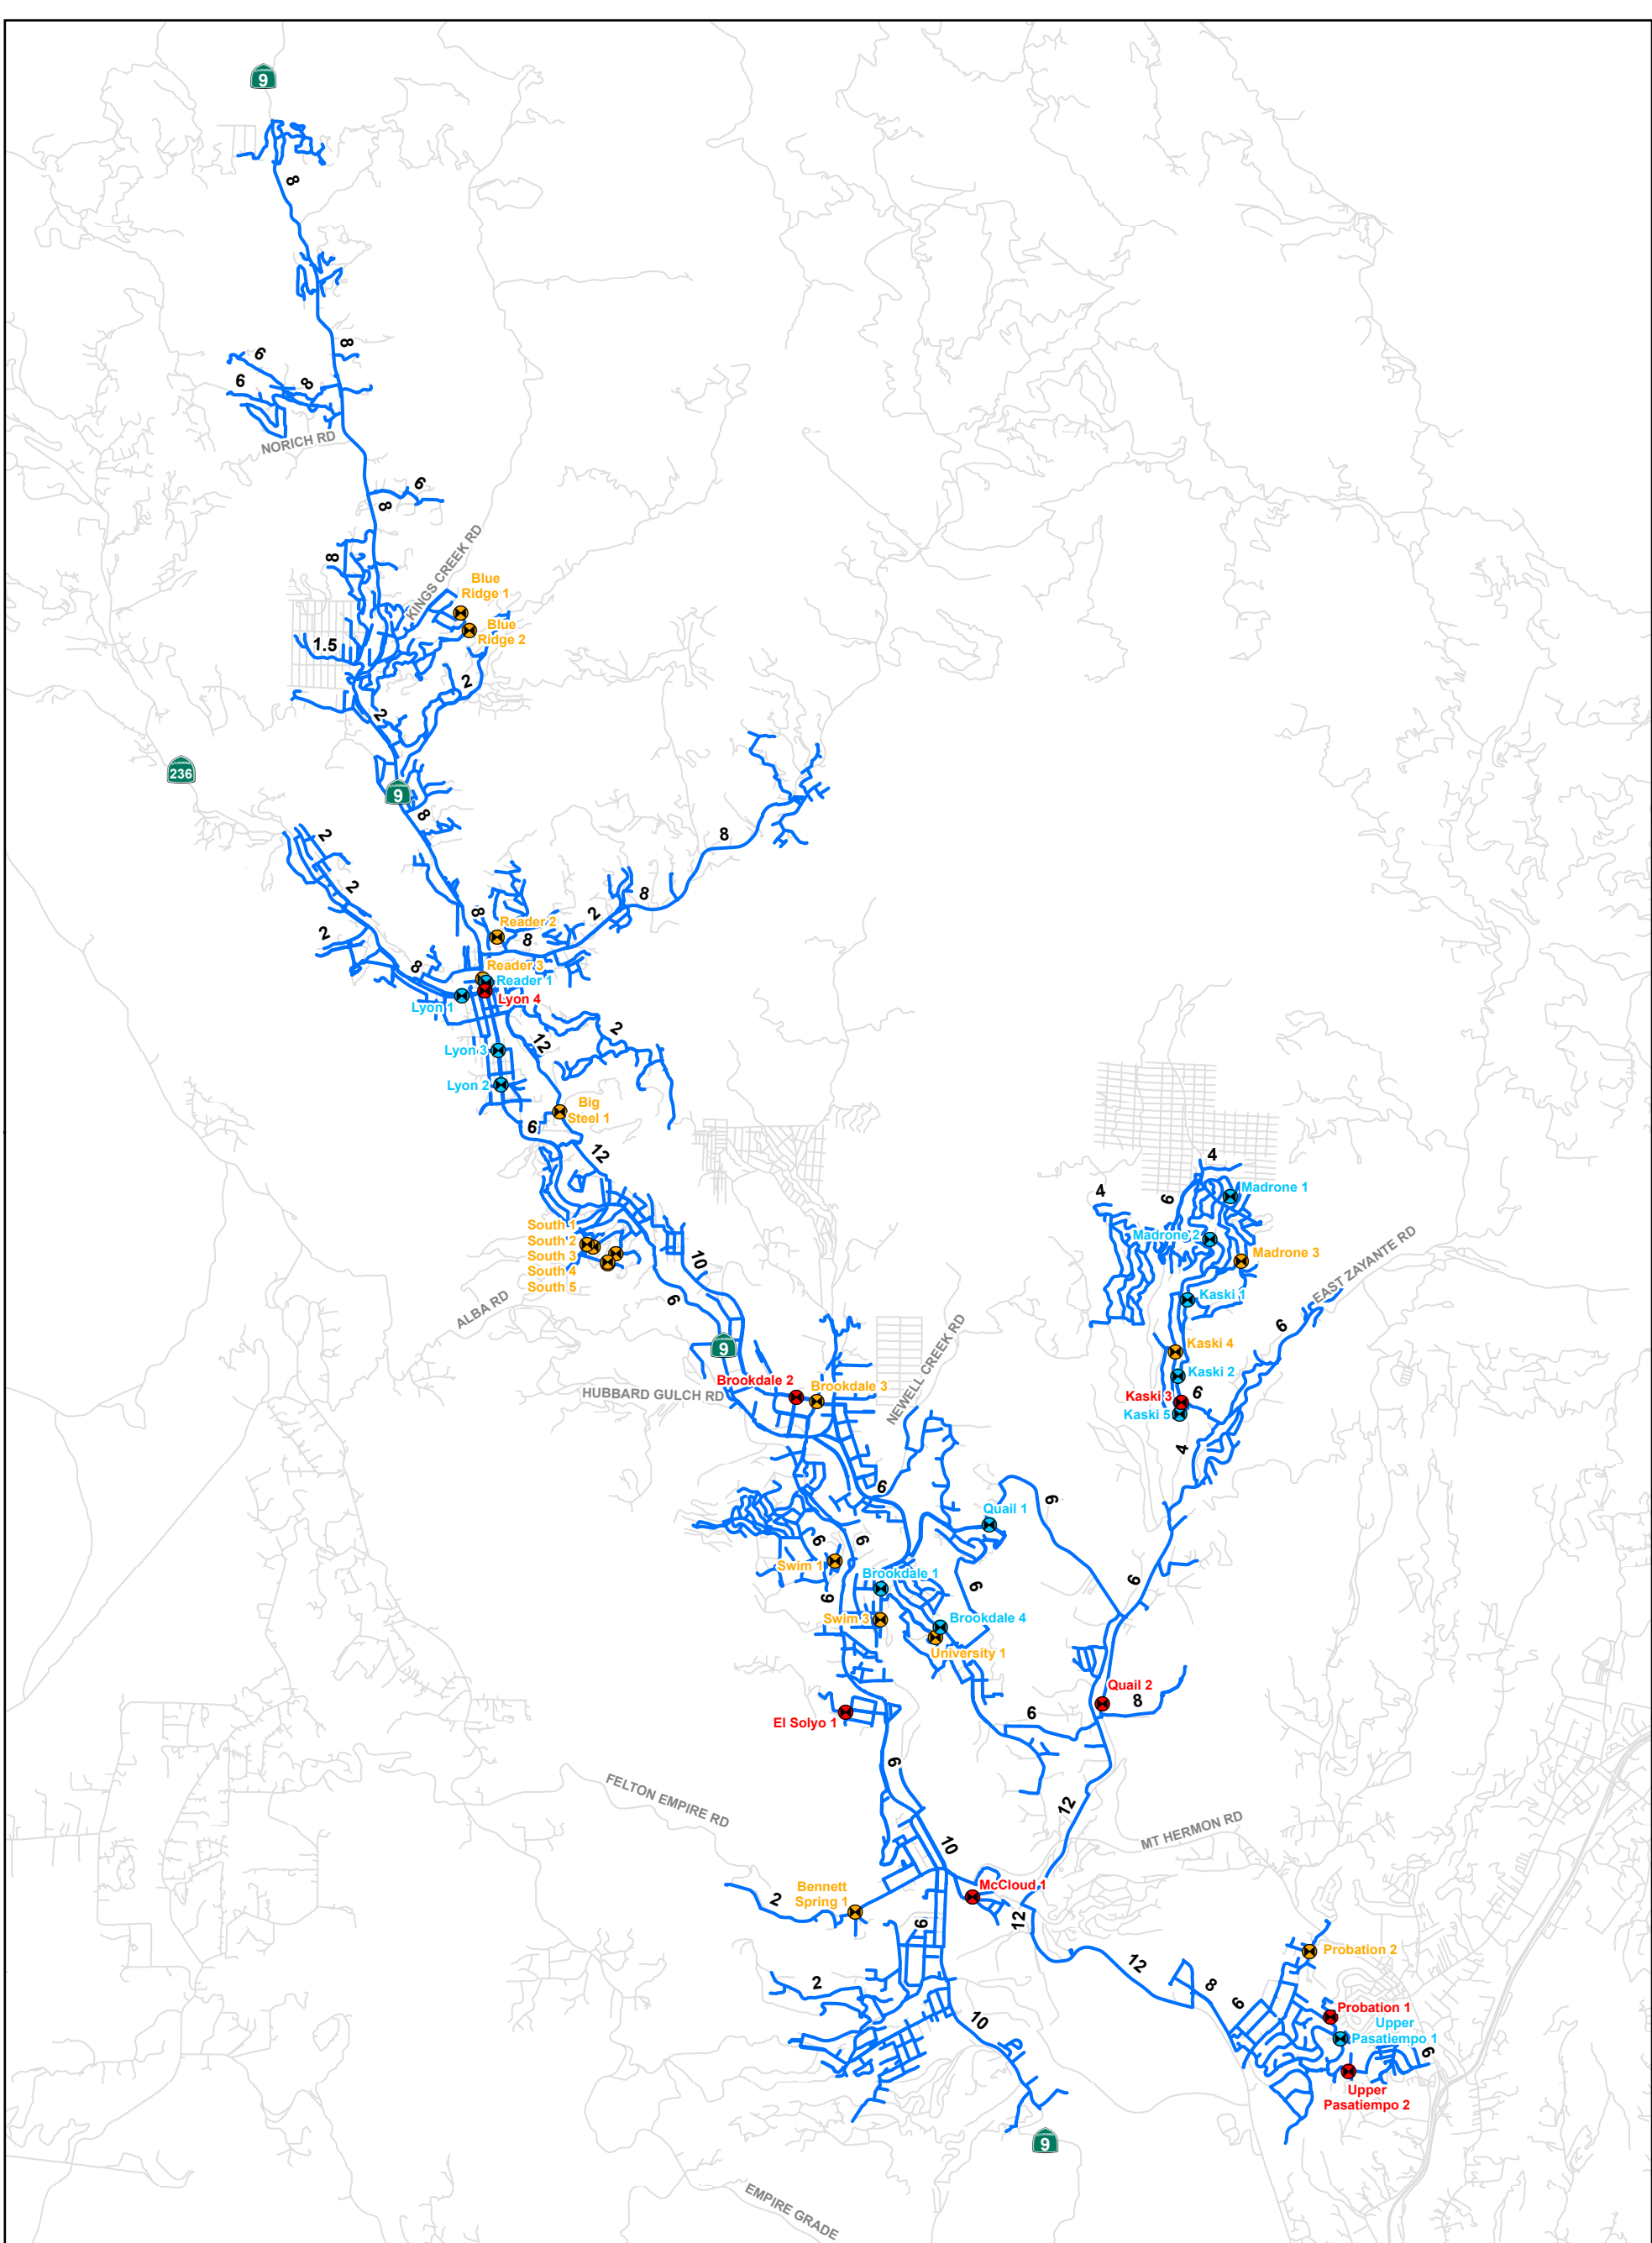 9
8
8
6
6
8
NORICH RD
6
8
8
KINGS CREEK RD
Blue
Ridge 1
Blue
Ridge 2
1.5
2
2
236
9
8
8
2
2
8
2
8
Reader 2
8
2
8
Reader 3
Reader 1
Lyon 4
Lyon 1
12
2
Lyon 3
Lyon 2
Big
Steel 1
6
12
4
4
6
Madrone 1
Madrone 2
Madrone 3
EAST ZAYANTE RD
South 1
South 2
South 3
South 4
South 5
10
6
ALBA RD
Kaski 1
6
9
Kaski 4
Kaski 2
Kaski 3
6
Kaski 5
4
HUBBARD GULCH RD
Brookdale 2
Brookdale 3
NEWELL CREEK RD
6
Quail 1
6
6
6
Swim 1
Brookdale 1
6
6
6
Swim 3
Brookdale 4
University 1
Quail 2
8
El Solyo 1
6
6
FELTON EMPIRE RD
12
MT HERMON RD
10
Bennett
Spring 1
2
McCloud 1
6
12
12
Probation 2
2
8
6
Probation 1
Upper
Pasatiempo 1
10
6
Upper
Pasatiempo 2
9
EMPIRE GRADE